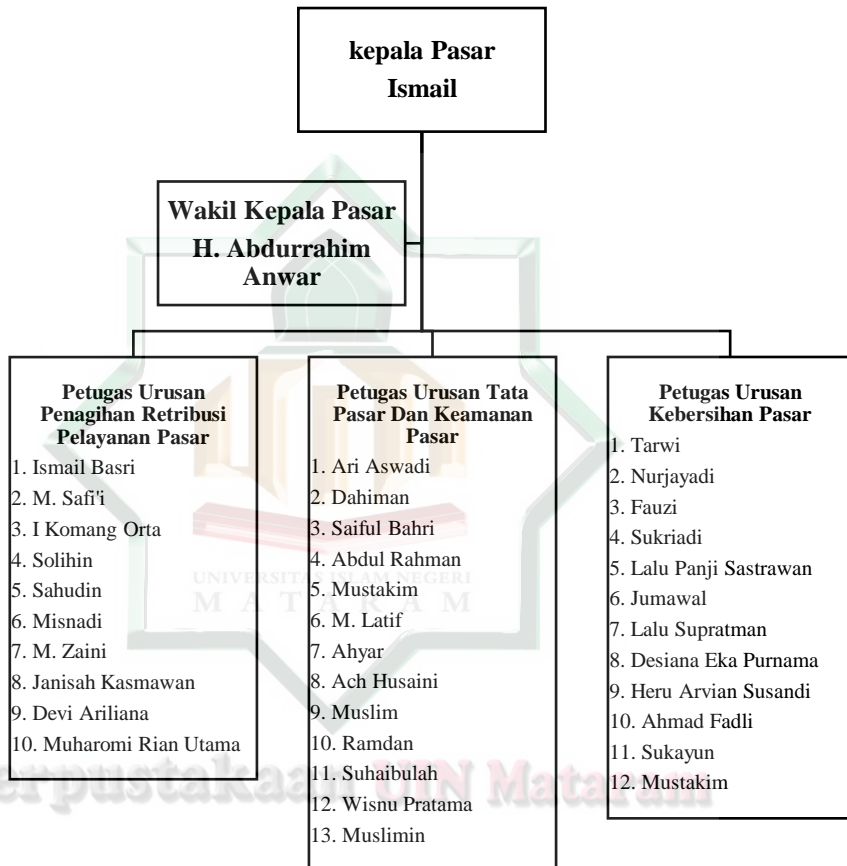 kepala Pasar
Ismail
Wakil Kepala Pasar
H. Abdurrahim
Anwar
Petugas Urusan
Penagihan Retribusi
Pelayanan Pasar
1. Ismail Basri
2. M. Safi'i
3. I Komang Orta
4. Solihin
5. Sahudin
6. Misnadi
7. M. Zaini
8. Janisah Kasmawan
9. Devi Ariliana
10. Muharomi Rian Utama
Petugas Urusan Tata
Pasar Dan Keamanan
Pasar
1. Ari Aswadi
2. Dahiman
3. Saiful Bahri
4. Abdul Rahman
5. Mustakim
6. M. Latif
7. Ahyar
8. Ach Husaini
9. Muslim
10. Ramdan
11. Suhaibulah
12. Wisnu Pratama
13. Muslimin
Petugas Urusan
Kebersihan Pasar
1. Tarwi
2. Nurjayadi
3. Fauzi
4. Sukriadi
5. Lalu Panji Sastrawan
6. Jumawal
7. Lalu Supratman
8. Desiana Eka Purnama
9. Heru Arvian Susandi
10. Ahmad Fadli
11. Sukayun
12. Mustakim
UNIVERSITAS ISLAM NEGERI
MATARAM
erpustakaan UIN Mataram